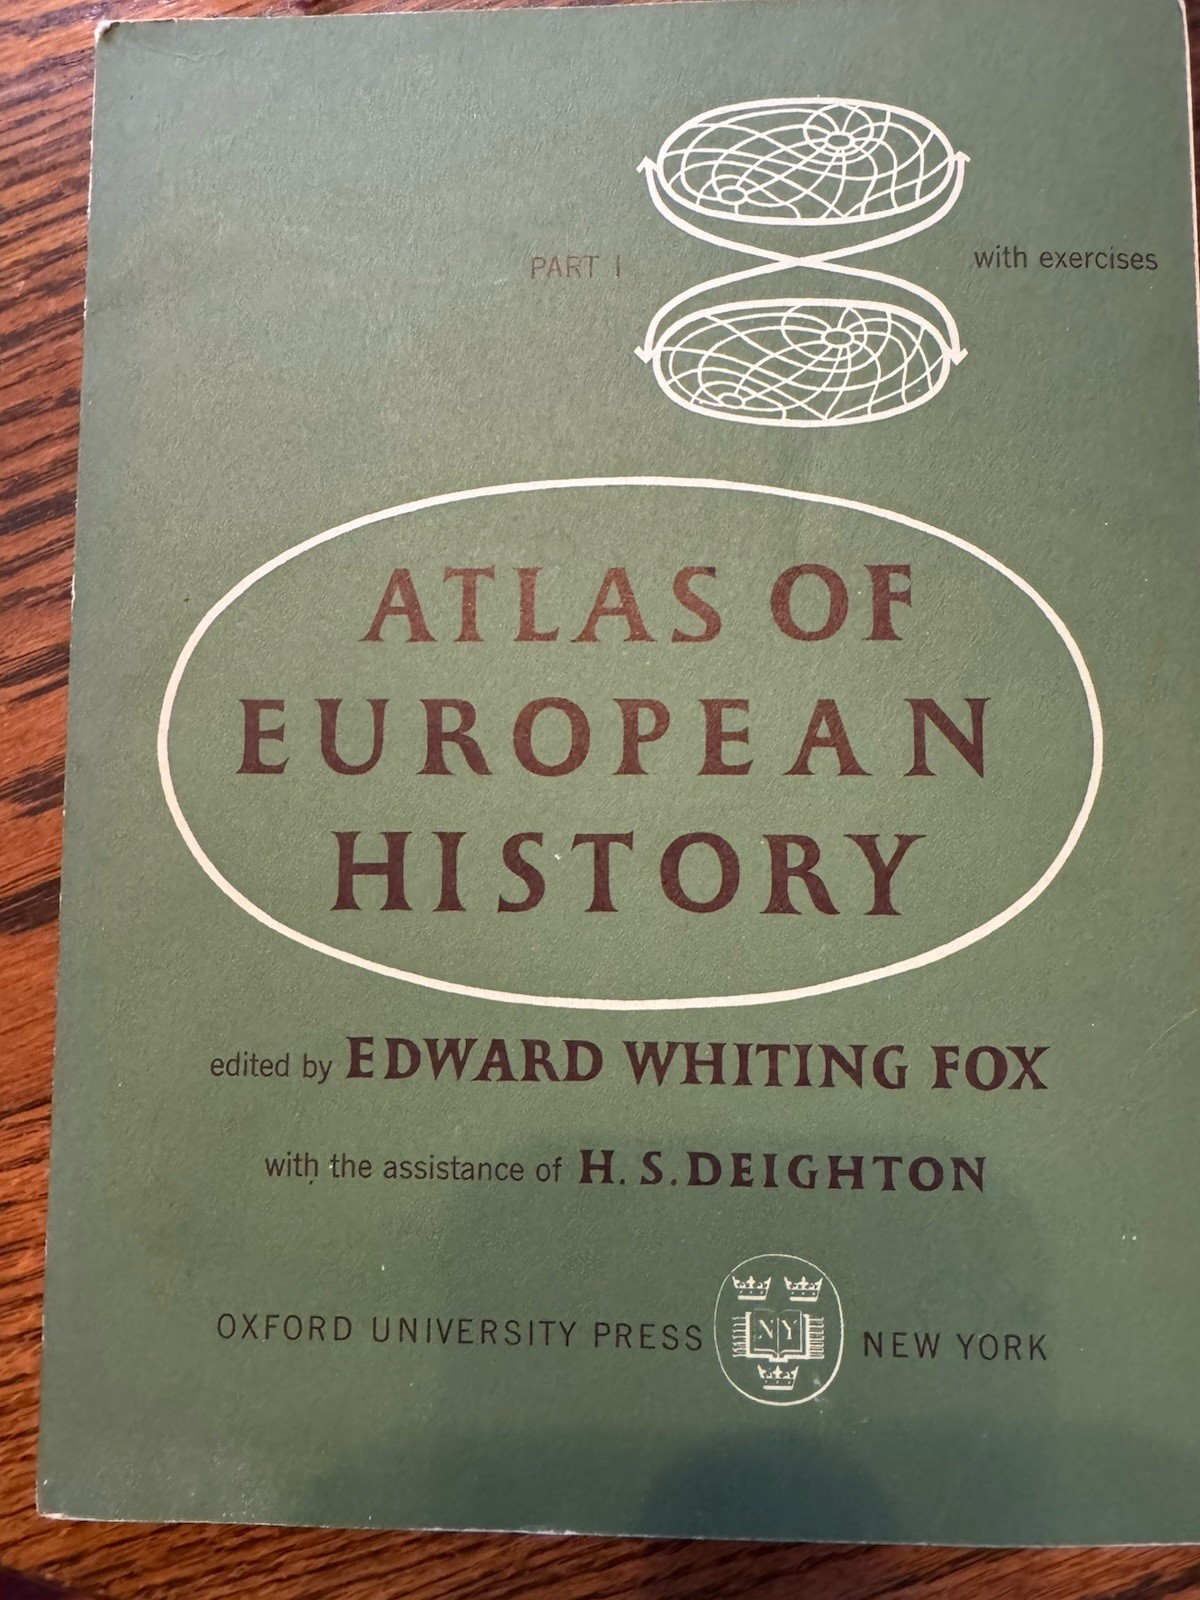 PART I
with exercises
ATLAS OF
EUROPEAN
HISTORY
edited by EDWARD WHITING FOX
with the assistance of H. S. DEIGHTON
OXFORD UNIVERSITY PRESS NY NEW YORK